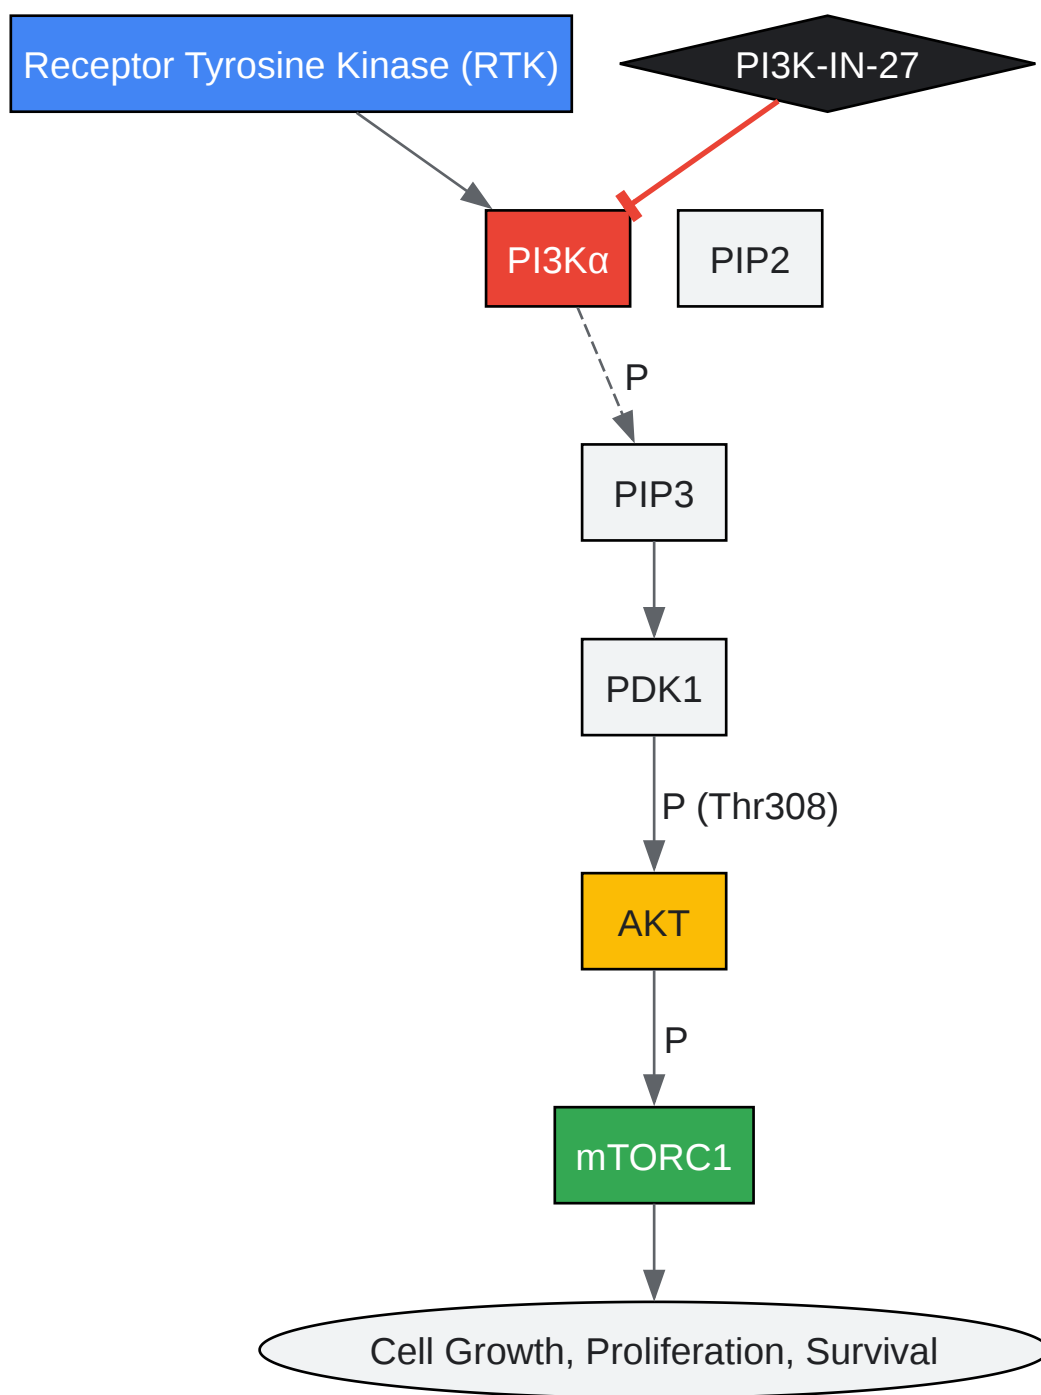 Receptor Tyrosine Kinase (RTK)
PI3K-IN-27
PI3Kα
PIP2
P
PIP3
PDK1
P (Thr308)
AKT
P
mTORC1
Cell Growth, Proliferation, Survival